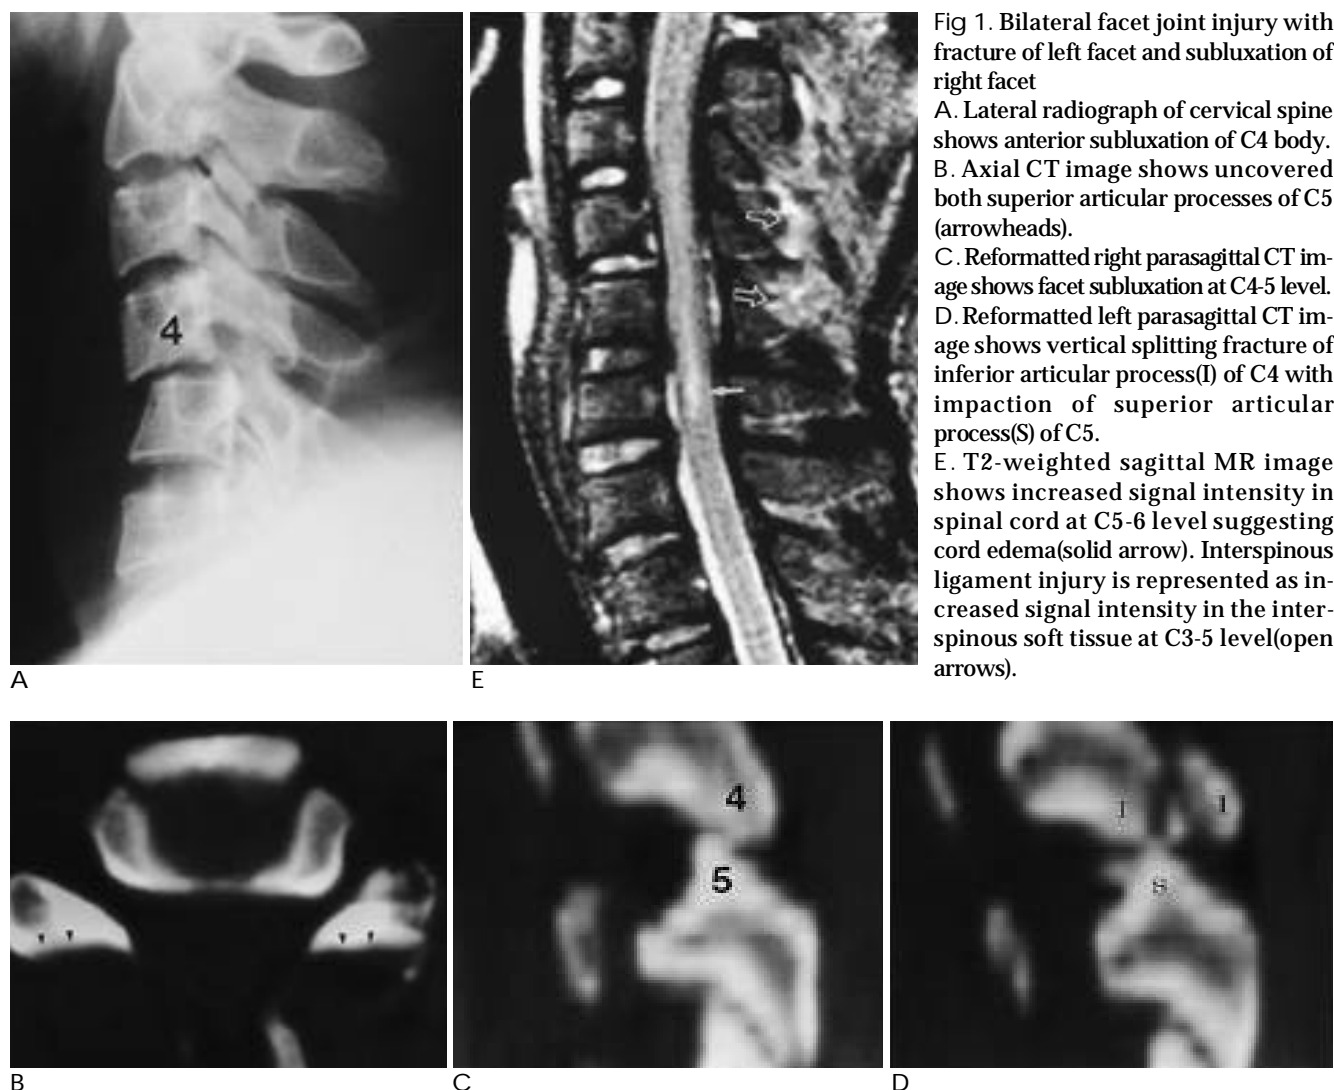 Fig 1. Bilateral facet joint injury with
fracture of left facet and subluxation of
right facet
A. Lateral radiograph of cervical spine
shows anterior subluxation of C4 body.
B. Axial CT image shows uncovered
both superior articular processes of C5
(arrowheads).
C. Reformatted right parasagittal CT im-
age shows facet subluxation at C4-5 level.
D. Reformatted left parasagittal CT im-
age shows vertical splitting fracture of
inferior articular process(I) of C4 with
impaction of superior articular
process(S) of C5.
E. T2-weighted sagittal MR image
shows increased signal intensity in
spinal cord at C5-6 level suggesting
cord edema(solid arrow). Interspinous
ligament injury is represented as in-
creased signal intensity in the inter-
spinous soft tissue at C3-5 level(open
arrows).
4
A
E
4
5
I
I
S
B
C
D